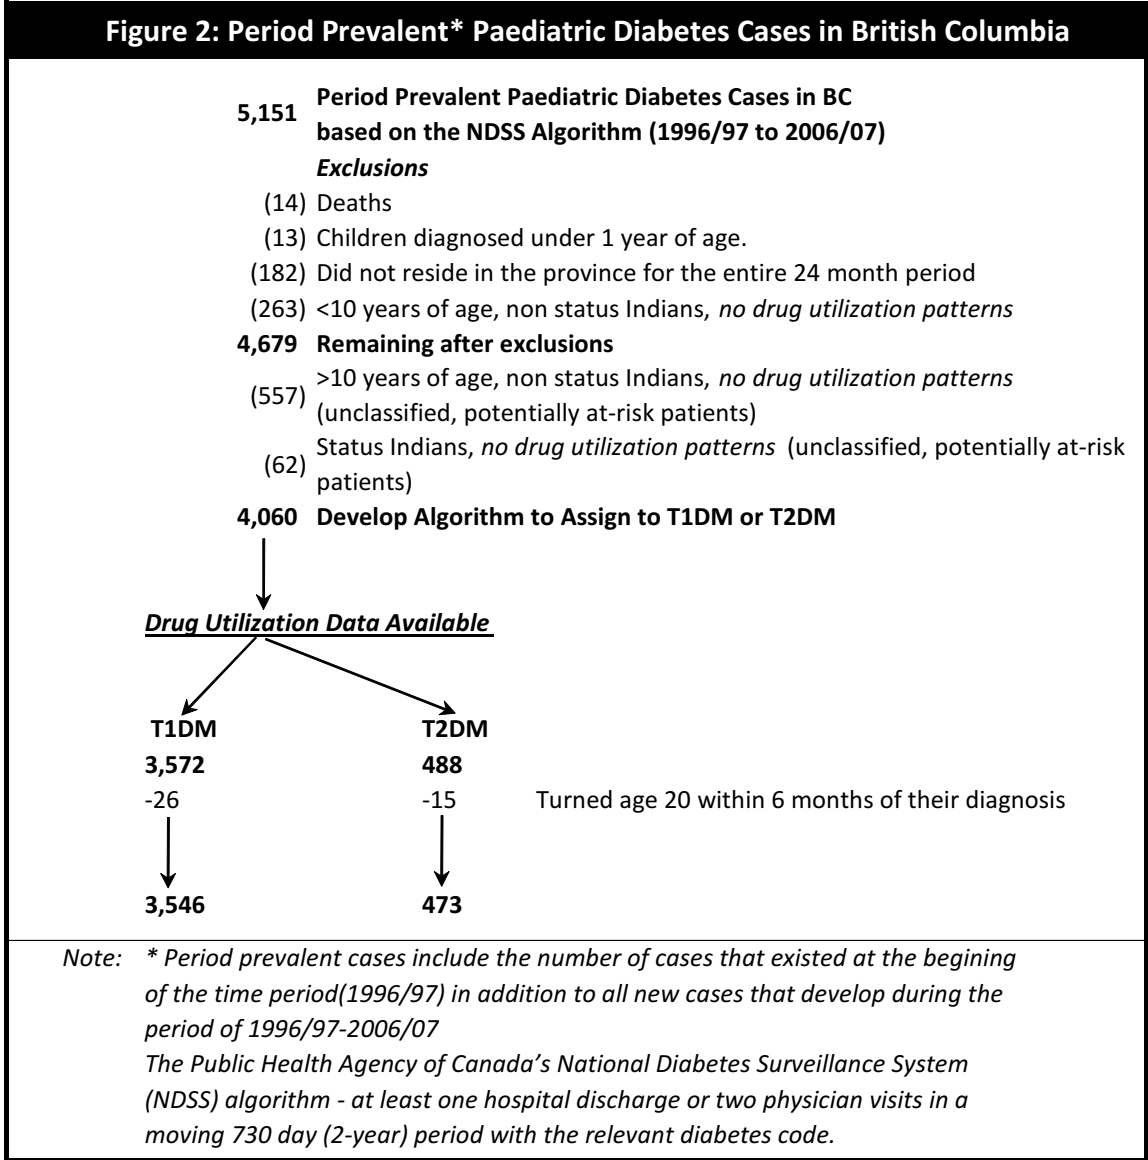 Figure 2: Period Prevalent* Paediatric Diabetes Cases in British Columbia
5,151 Period Prevalent Paediatric Diabetes Cases in BC
based on the NDSS Algorithm (1996/97 to 2006/07)
Exclusions
(14) Deaths
(13) Children diagnosed under 1 year of age.
(182) Did not reside in the province for the entire 24 month period
(263) <10 years of age, non status Indians, no drug utilization patterns
4,679 Remaining after exclusions
(557) >10 years of age, non status Indians, no drug utilization patterns
(unclassified, potentially at-risk patients)
(62) Status Indians, no drug utilization patterns (unclassified, potentially at-risk
patients)
4,060 Develop Algorithm to Assign to T1DM or T2DM
Drug Utilization Data Available
T1DM T2DM
3,572 488
-26 -15 Turned age 20 within 6 months of their diagnosis
3,546 473
Note: * Period prevalent cases include the number of cases that existed at the begining
of the time period(1996/97) in addition to all new cases that develop during the
period of 1996/97-2006/07
The Public Health Agency of Canada's National Diabetes Surveillance System
(NDSS) algorithm - at least one hospital discharge or two physician visits in a
moving 730 day (2-year) period with the relevant diabetes code.